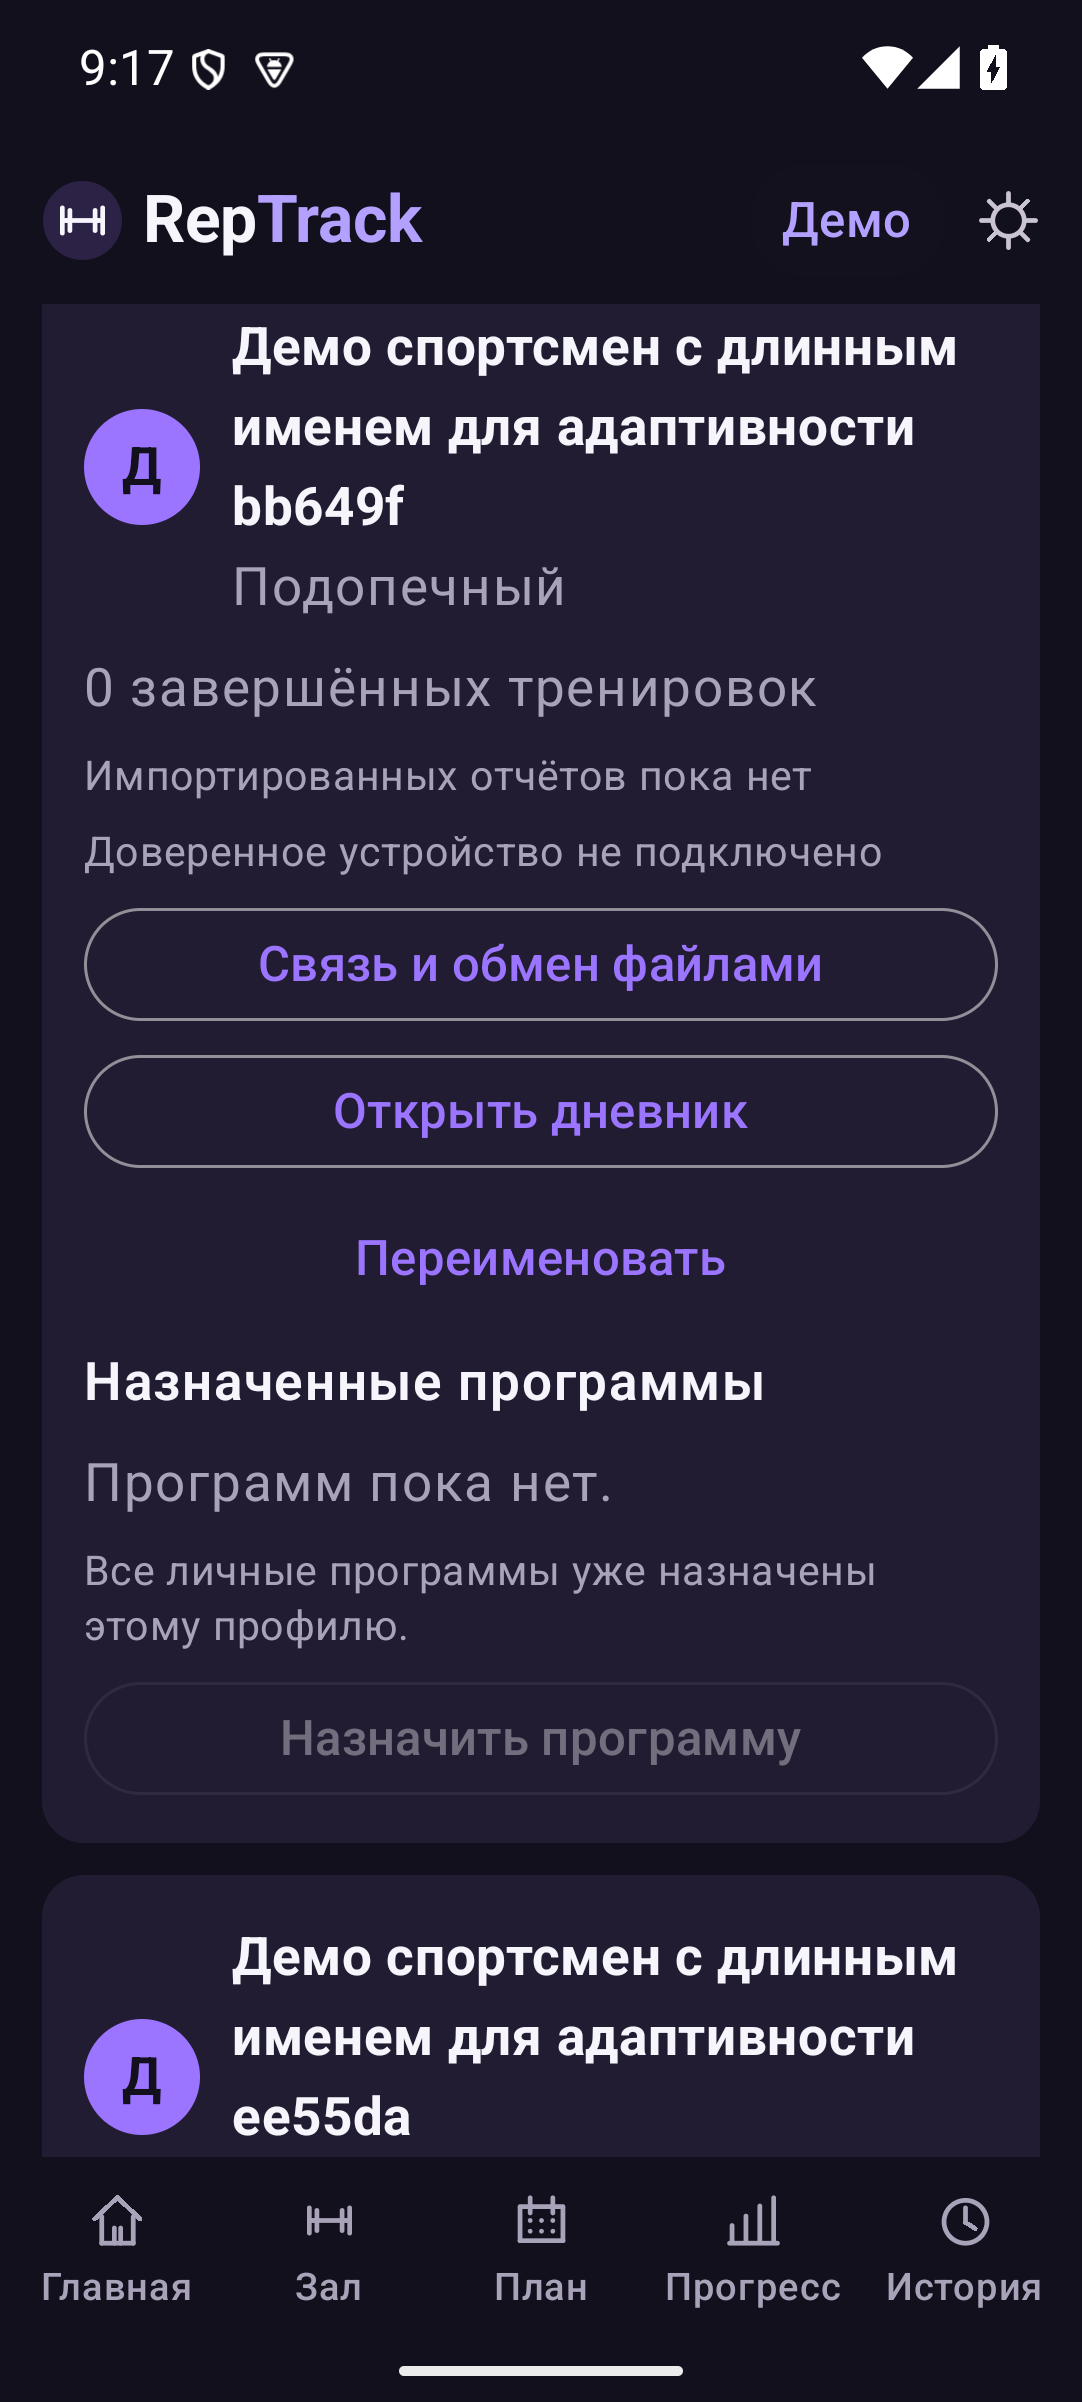 9:17
RepTrack
Демо
Демо спортсмен с длинным
именем для адаптивности
bb649f
Д
Подопечный
0 завершённых тренировок
Импортированных отчётов пока нет
Доверенное устройство не подключено
Связь и обмен файлами
Открыть дневник
Переименовать
Назначенные программы
Программ пока нет.
Все личные программы уже назначены
этому профилю.
Назначить программу
Демо спортсмен с длинным
именем для адаптивности
ee55da
Д
Главная
Зал
План
Прогресс
История